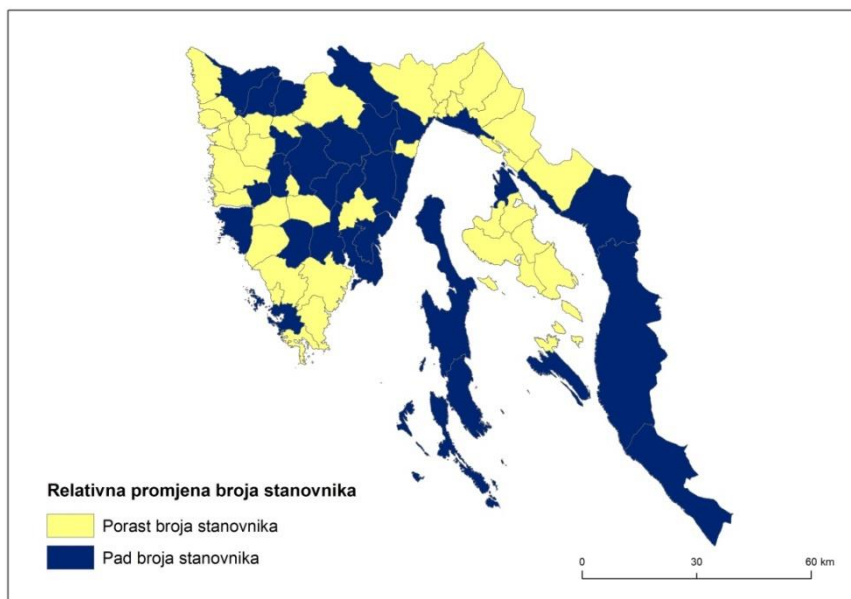 Relativna promjena broja stanovnika
Porast broja stanovnika
Pad broja stanovnika
0 30 60 km